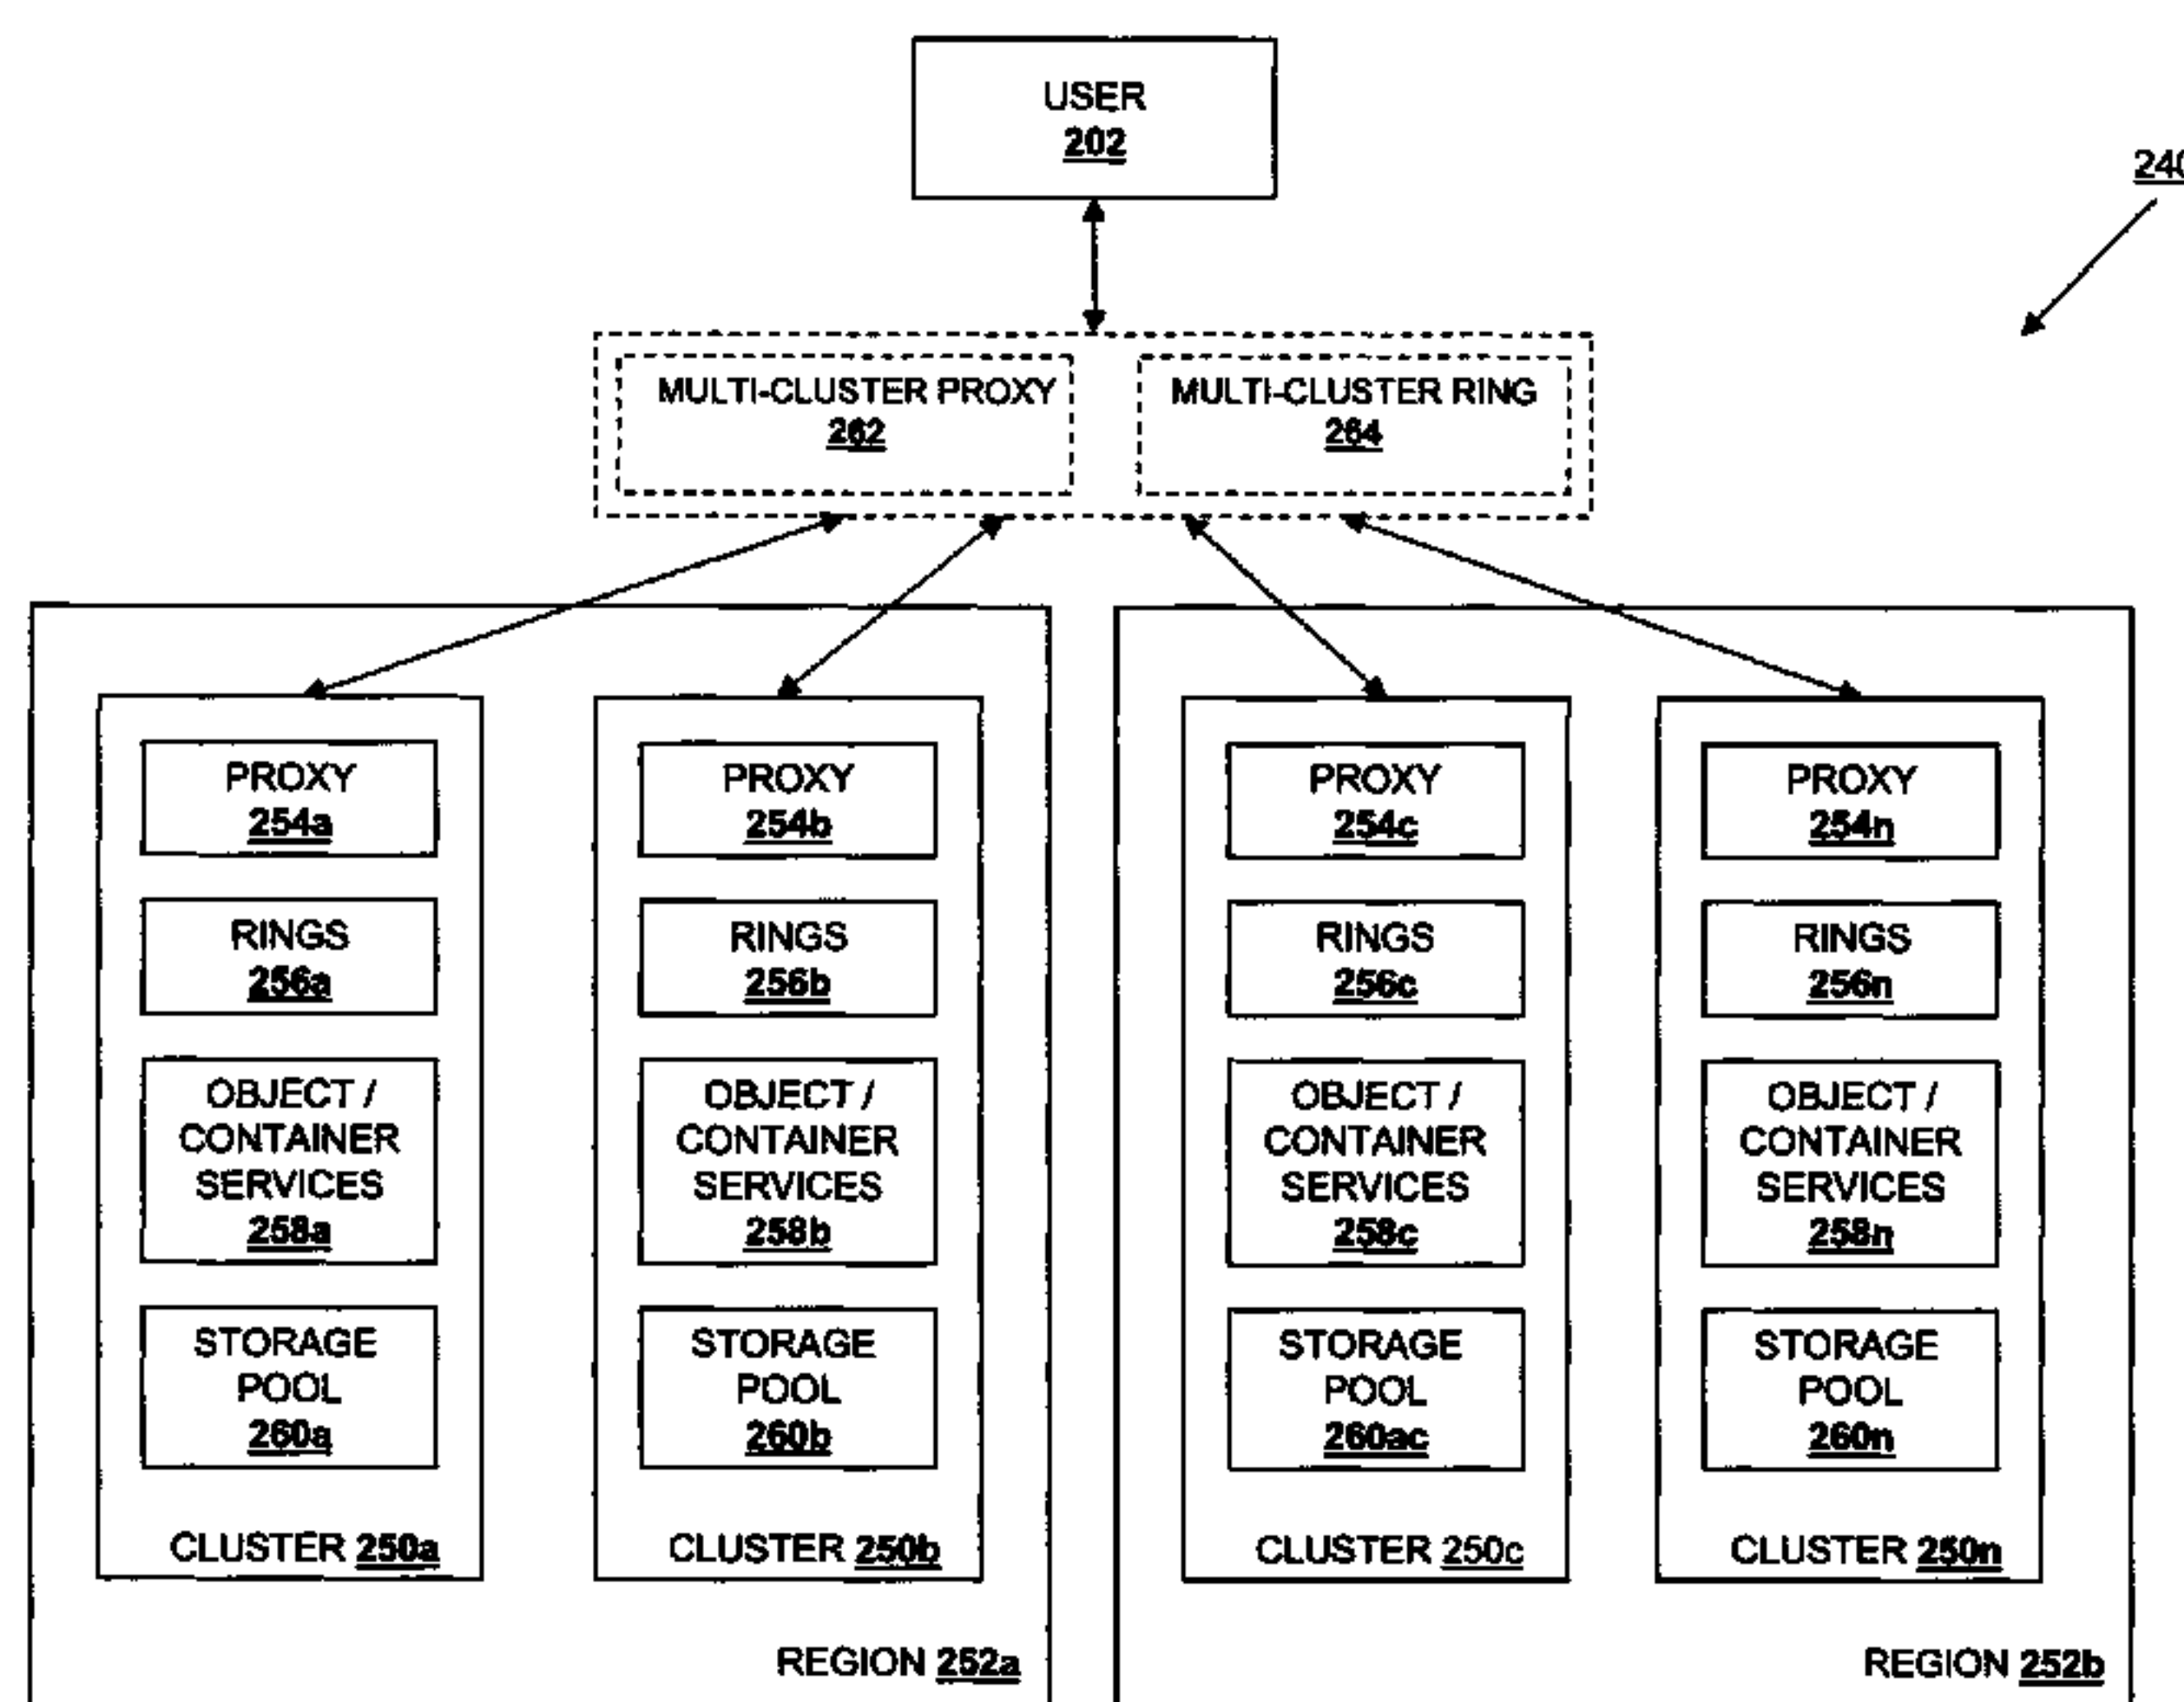 USER
202
240
MULTI-CLUSTER PROXY
262
MULTI-CLUSTER RING
264
PROXY
254a
PROXY
254b
PROXY
254c
PROXY
254n
RINGS
256a
RINGS
256b
RINGS
256c
RINGS
256n
OBJECT /
CONTAINER
SERVICES
258a
OBJECT /
CONTAINER
SERVICES
258b
OBJECT /
CONTAINER
SERVICES
258c
OBJECT /
CONTAINER
SERVICES
258n
STORAGE
POOL
260a
STORAGE
POOL
260b
STORAGE
POOL
260ac
STORAGE
POOL
260n
CLUSTER 250a
CLUSTER 250b
CLUSTER 250c
CLUSTER 250n
REGION 252a
REGION 252b